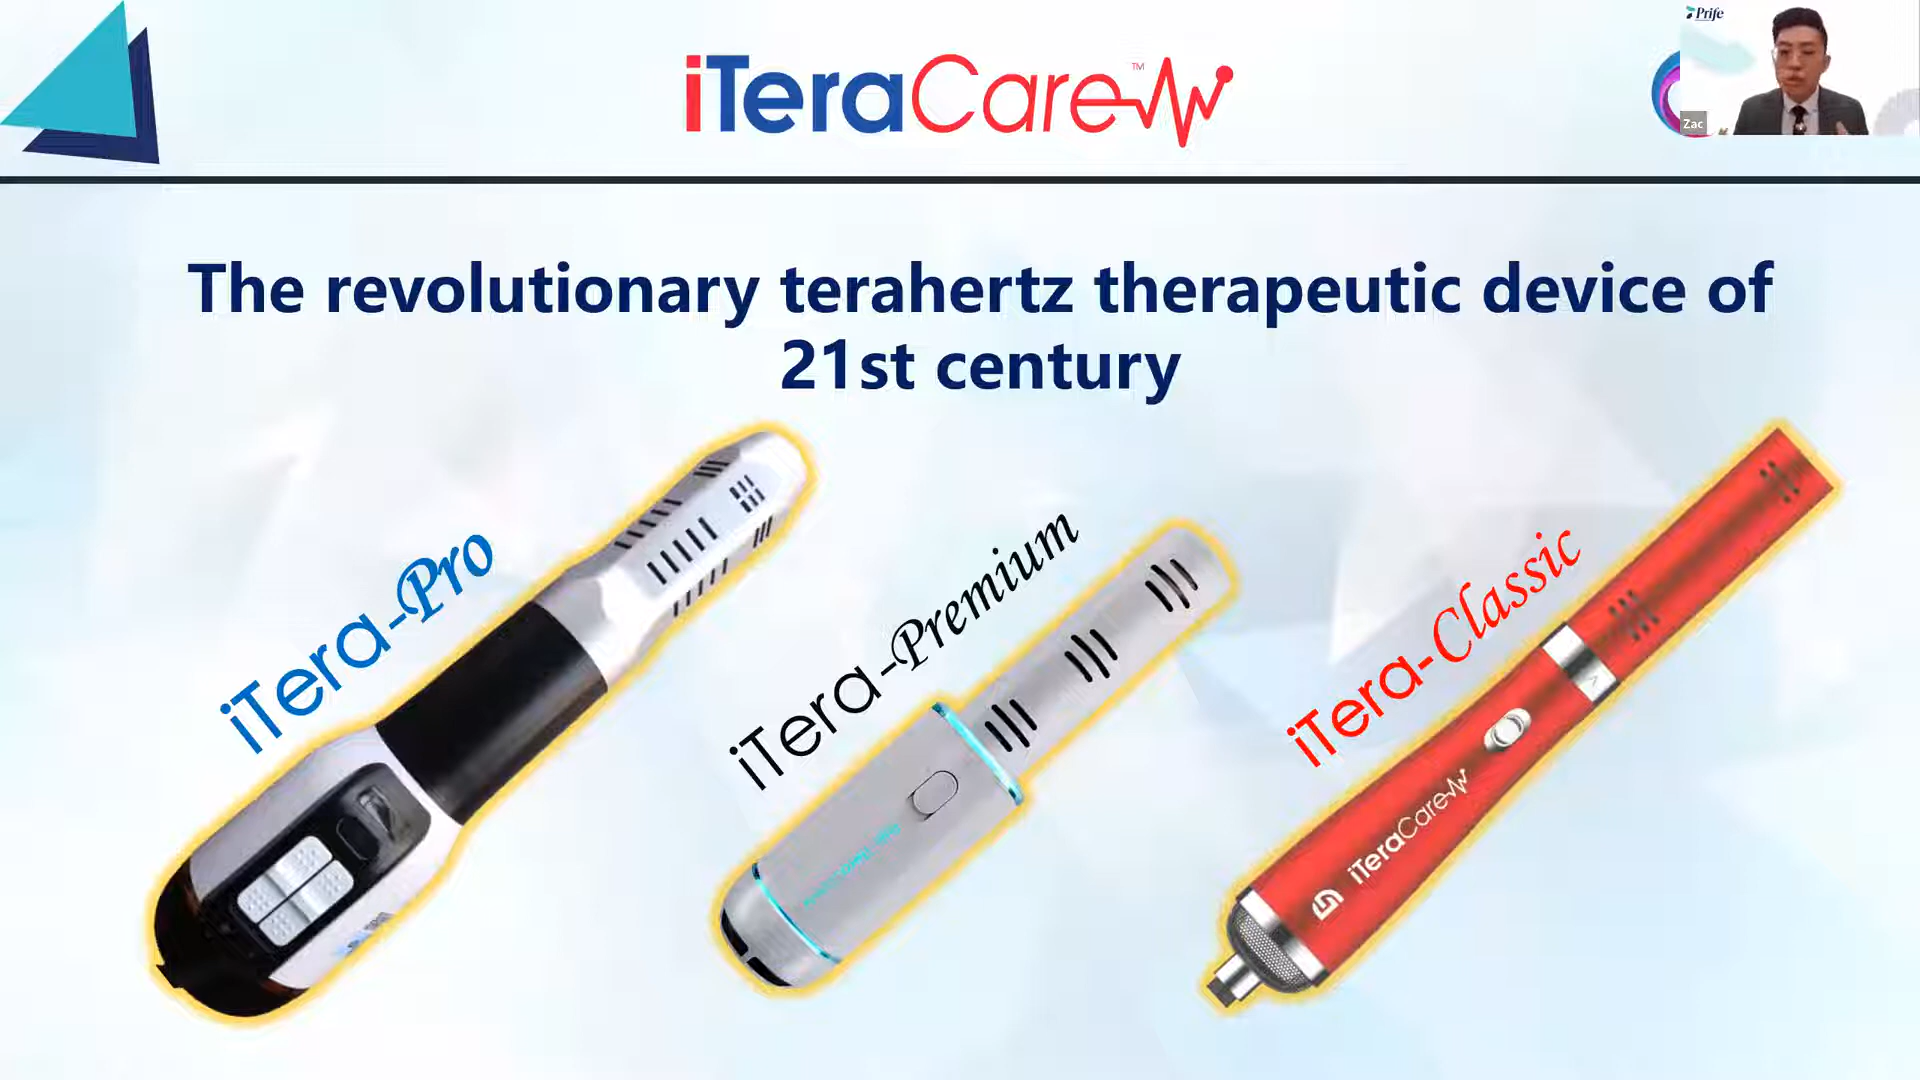 iTeraCare™
Prife
Zac
The revolutionary terahertz therapeutic device of
21st century
iTera-Pro
iTera-Premium
iTera-Classic
iTeraCare